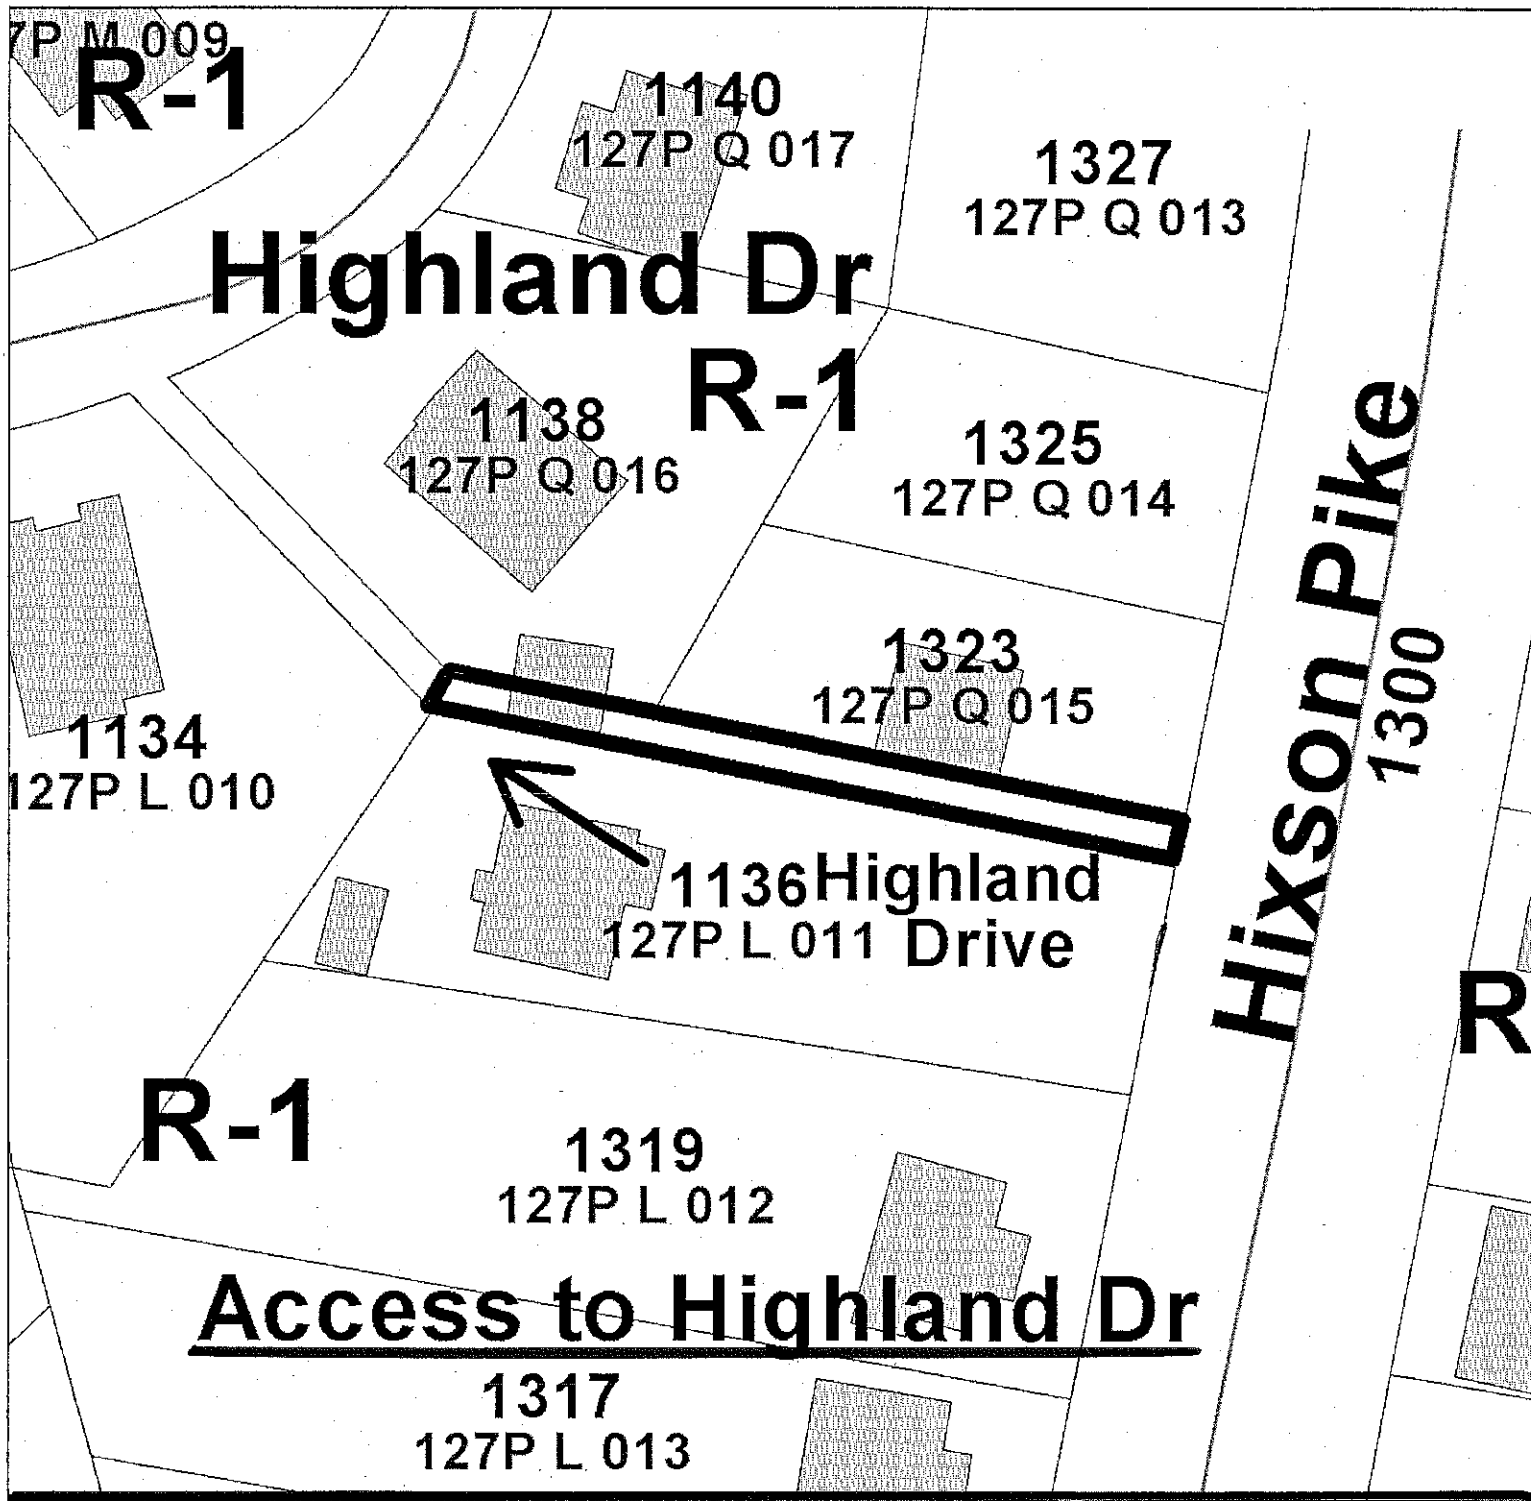 7P M 009
R-1
1140
127P Q 017
1327
127P Q 013
Highland Dr
R-1
1138
127P Q 016
1325
127P Q 014
Hixson Pike
1300
1323
127P Q 015
1134
127P L 010
1136 Highland
127P L 011 Drive
R
R-1
1319
127P L 012
Access to Highland Dr
1317
127P L 013